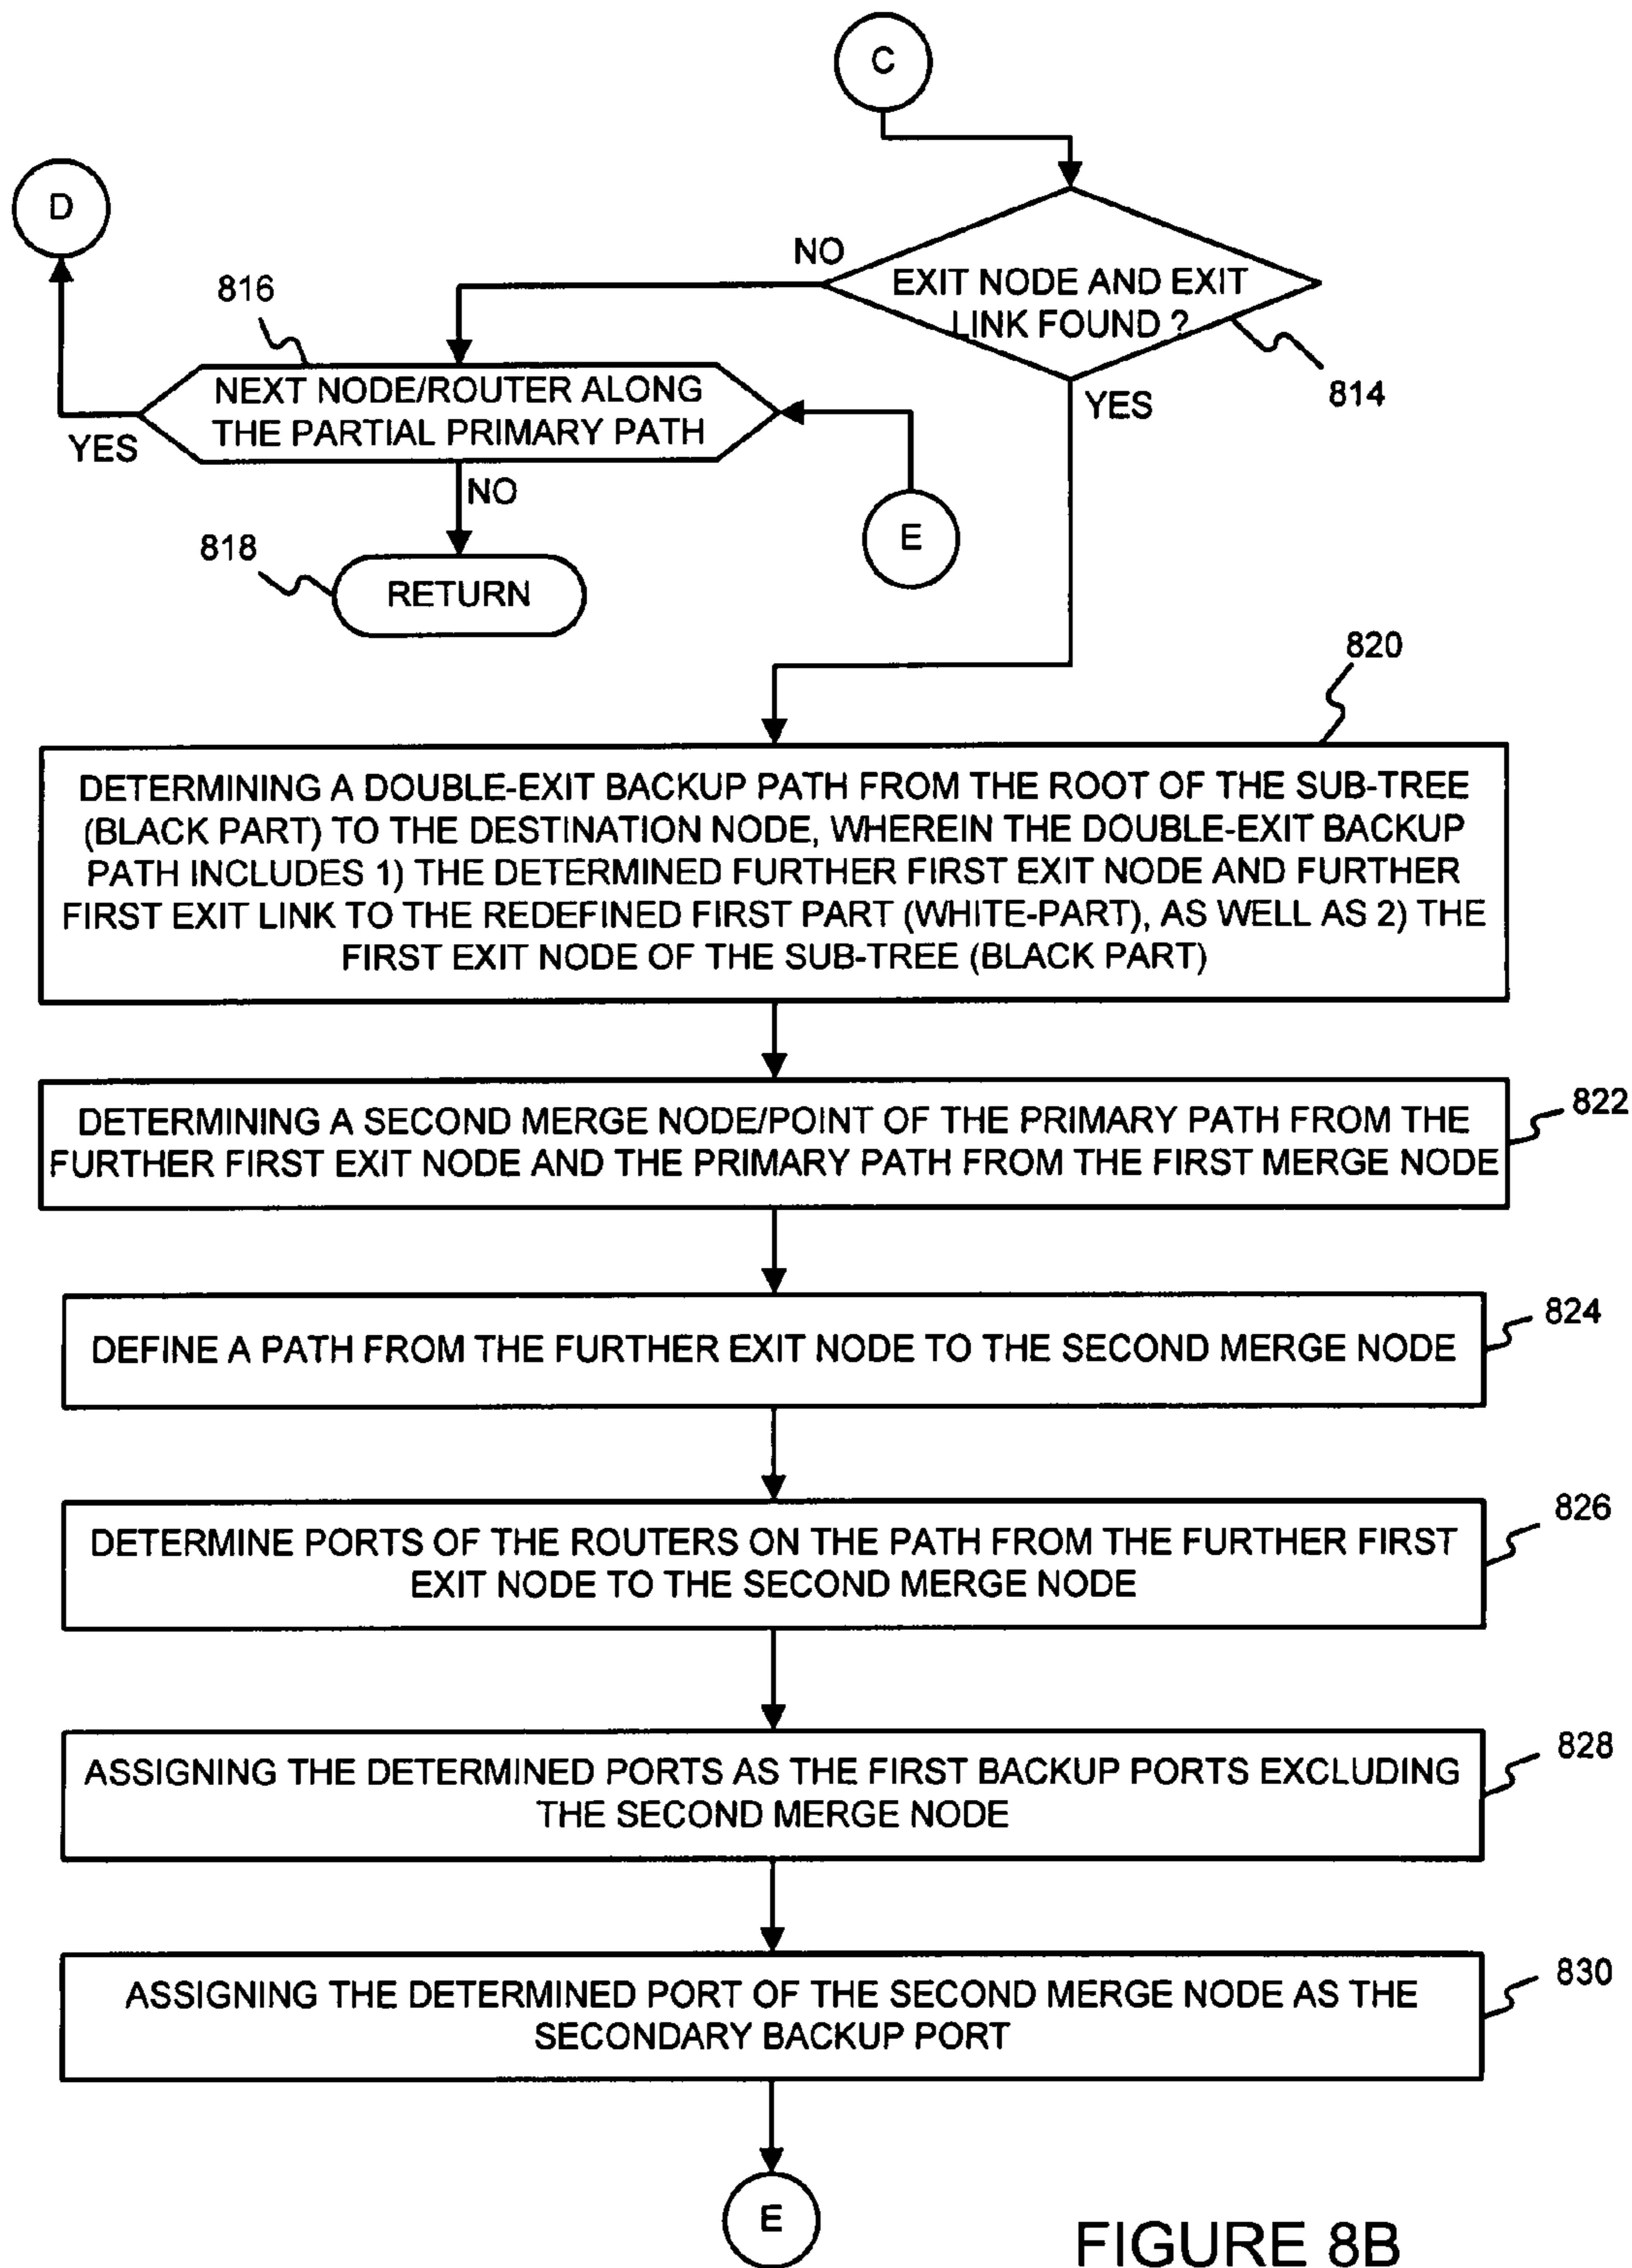 C
D
NO
EXIT NODE AND EXIT
LINK FOUND ?
814
816
NEXT NODE/ROUTER ALONG
THE PARTIAL PRIMARY PATH
YES
YES
NO
E
818
RETURN
820
DETERMINING A DOUBLE-EXIT BACKUP PATH FROM THE ROOT OF THE SUB-TREE
(BLACK PART) TO THE DESTINATION NODE, WHEREIN THE DOUBLE-EXIT BACKUP
PATH INCLUDES 1) THE DETERMINED FURTHER FIRST EXIT NODE AND FURTHER
FIRST EXIT LINK TO THE REDEFINED FIRST PART (WHITE-PART), AS WELL AS 2) THE
FIRST EXIT NODE OF THE SUB-TREE (BLACK PART)
822
DETERMINING A SECOND MERGE NODE/POINT OF THE PRIMARY PATH FROM THE
FURTHER FIRST EXIT NODE AND THE PRIMARY PATH FROM THE FIRST MERGE NODE
824
DEFINE A PATH FROM THE FURTHER EXIT NODE TO THE SECOND MERGE NODE
826
DETERMINE PORTS OF THE ROUTERS ON THE PATH FROM THE FURTHER FIRST
EXIT NODE TO THE SECOND MERGE NODE
828
ASSIGNING THE DETERMINED PORTS AS THE FIRST BACKUP PORTS EXCLUDING
THE SECOND MERGE NODE
830
ASSIGNING THE DETERMINED PORT OF THE SECOND MERGE NODE AS THE
SECONDARY BACKUP PORT
E
FIGURE 8B